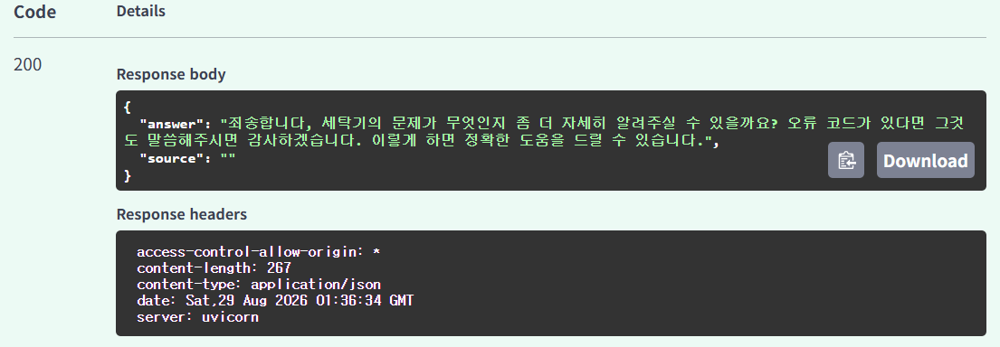 Code Details
200
Response body
{
"answer": "죄송합니다, 세탁기의 문제가 무엇인지 좀 더 자세히 알려주실 수 있을까요? 오류 코드가 있다면 그것
도 말씀해주시면 감사하겠습니다. 이렇게 하면 정확한 도움을 드릴 수 있습니다.",
"source": ""
}
Download
Response headers
access-control-allow-origin: *
content-length: 267
content-type: application/json
date: Sat,29 Aug 2026 01:36:34 GMT
server: uvicorn